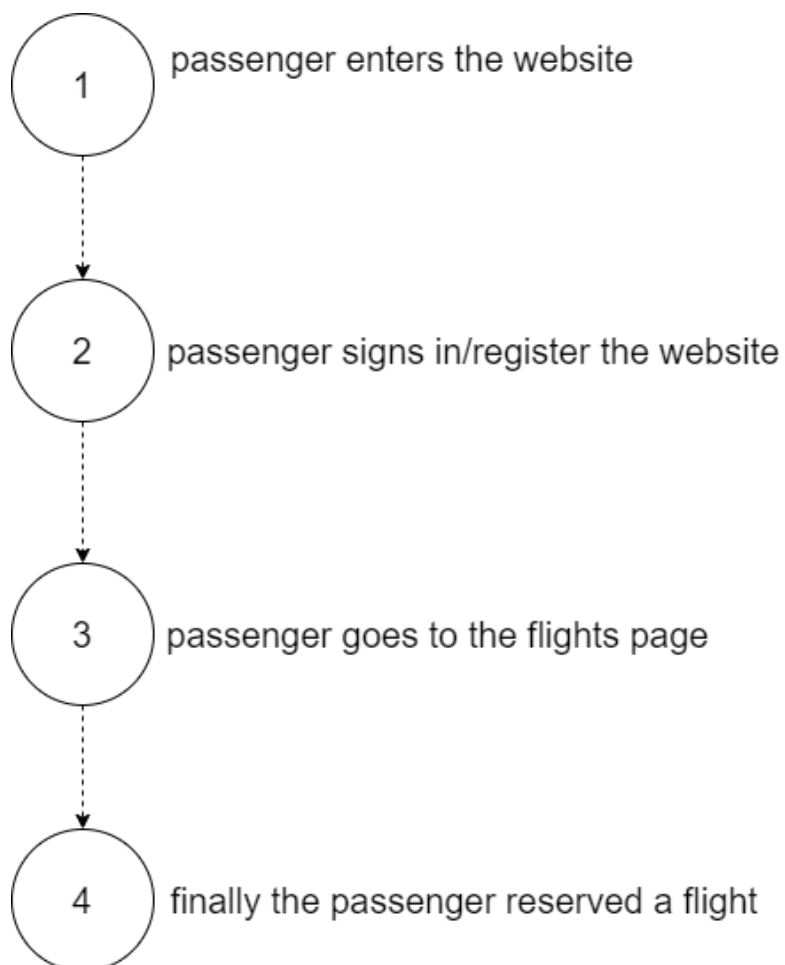 1
passenger enters the website
2
passenger signs in/register the website
3
passenger goes to the flights page
4
finally the passenger reserved a flight